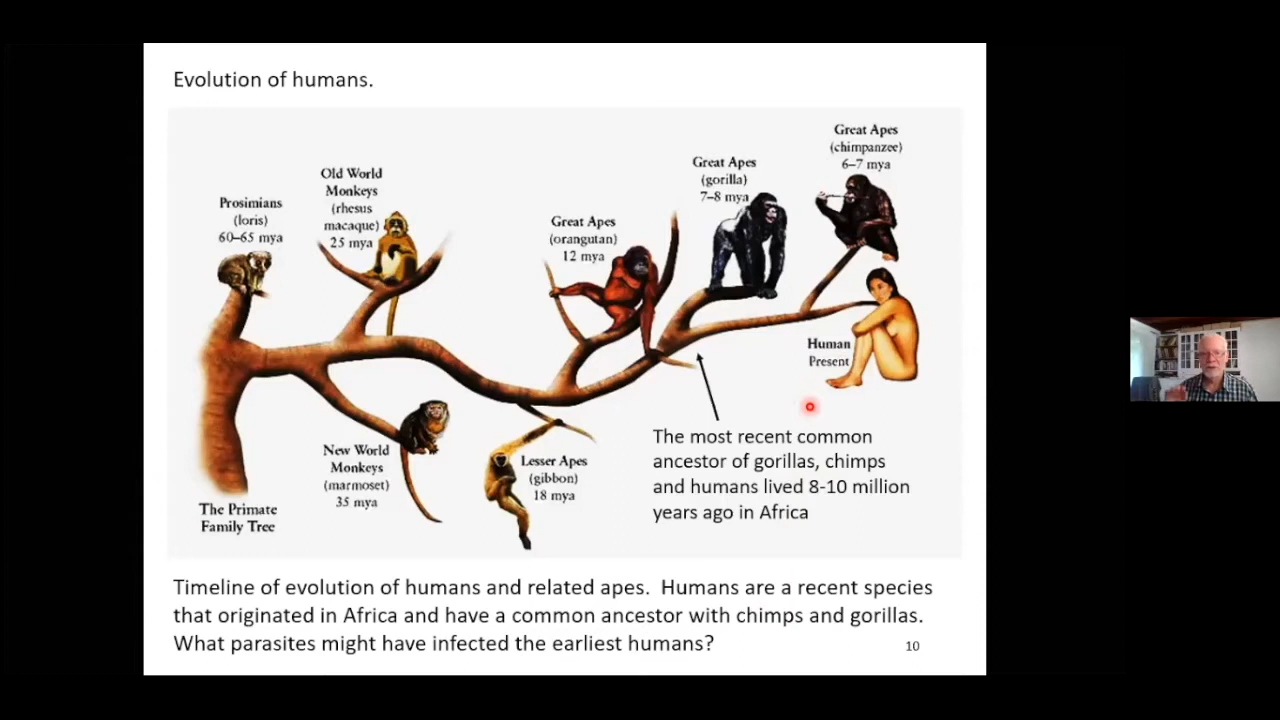 Evolution of humans.
Great Apes
(chimpanzee)
6–7 mya
Great Apes
(gorilla)
7–8 mya
Old World
Monkeys
(rhesus
macaque)
25 mya
Prosimians
(loris)
60–65 mya
Great Apes
(orangutan)
12 mya
Human
Present
New World
Monkeys
(marmoset)
35 mya
Lesser Apes
(gibbon)
18 mya
The most recent common
ancestor of gorillas, chimps
and humans lived 8-10 million
years ago in Africa
The Primate
Family Tree
Timeline of evolution of humans and related apes.  Humans are a recent species
that originated in Africa and have a common ancestor with chimps and gorillas.
What parasites might have infected the earliest humans?
10